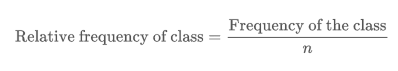 Relative frequency of class = Frequency of the class / n